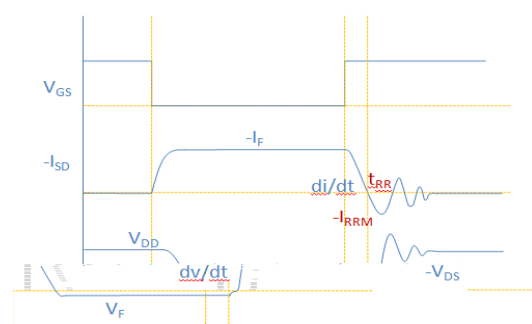 VGS
-IF
-ISD
di/dt
tRR
-IRRM
VDD
dv/dt
-VDS
VF